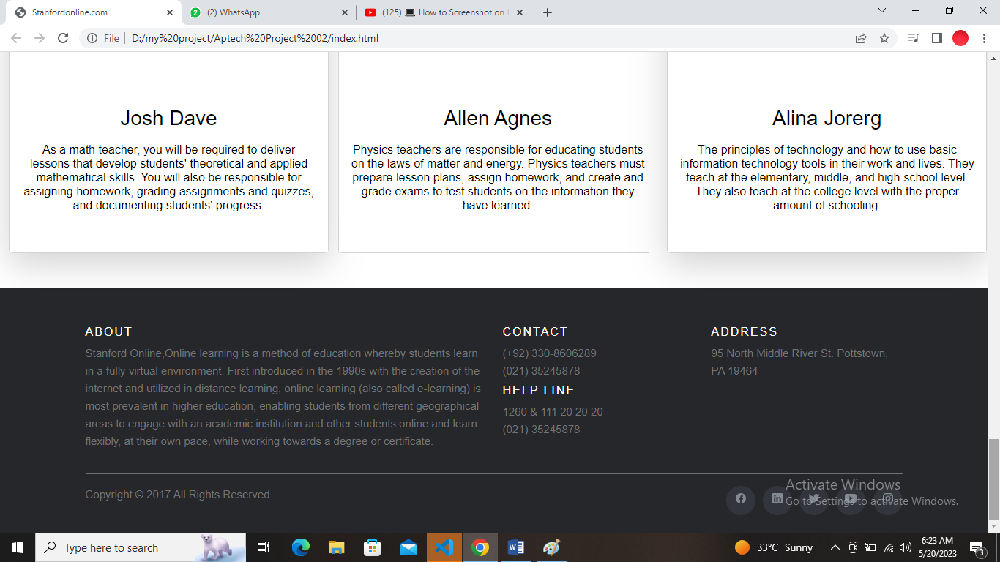 Stanfordonline.com
2
(2) WhatsApp
(125) 💻 How to Screenshot on
File
D:/my%20project/Aptech%20Project%2002/index.html
Josh Dave
As a math teacher, you will be required to deliver
lessons that develop students' theoretical and applied
mathematical skills. You will also be responsible for
assigning homework, grading assignments and quizzes,
and documenting students' progress.
Allen Agnes
Physics teachers are responsible for educating students
on the laws of matter and energy. Physics teachers must
prepare lesson plans, assign homework, and create and
grade exams to test students on the information they
have learned.
Alina Jorerg
The principles of technology and how to use basic
information technology tools in their work and lives. They
teach at the elementary, middle, and high-school level.
They also teach at the college level with the proper
amount of schooling.
ABOUT
Stanford Online,Online learning is a method of education whereby students learn
in a fully virtual environment. First introduced in the 1990s with the creation of the
internet and utilized in distance learning, online learning (also called e-learning) is
most prevalent in higher education, enabling students from different geographical
areas to engage with an academic institution and other students online and learn
flexibly, at their own pace, while working towards a degree or certificate.
CONTACT
(+92) 330-8606289
(021) 35245878
HELP LINE
1260 & 111 20 20 20
(021) 35245878
ADDRESS
95 North Middle River St. Pottstown,
PA 19464
Copyright © 2017 All Rights Reserved.
Activate Windows
Go to Settings to activate Windows.
Type here to search
33°C Sunny
6:23 AM
5/20/2023
3